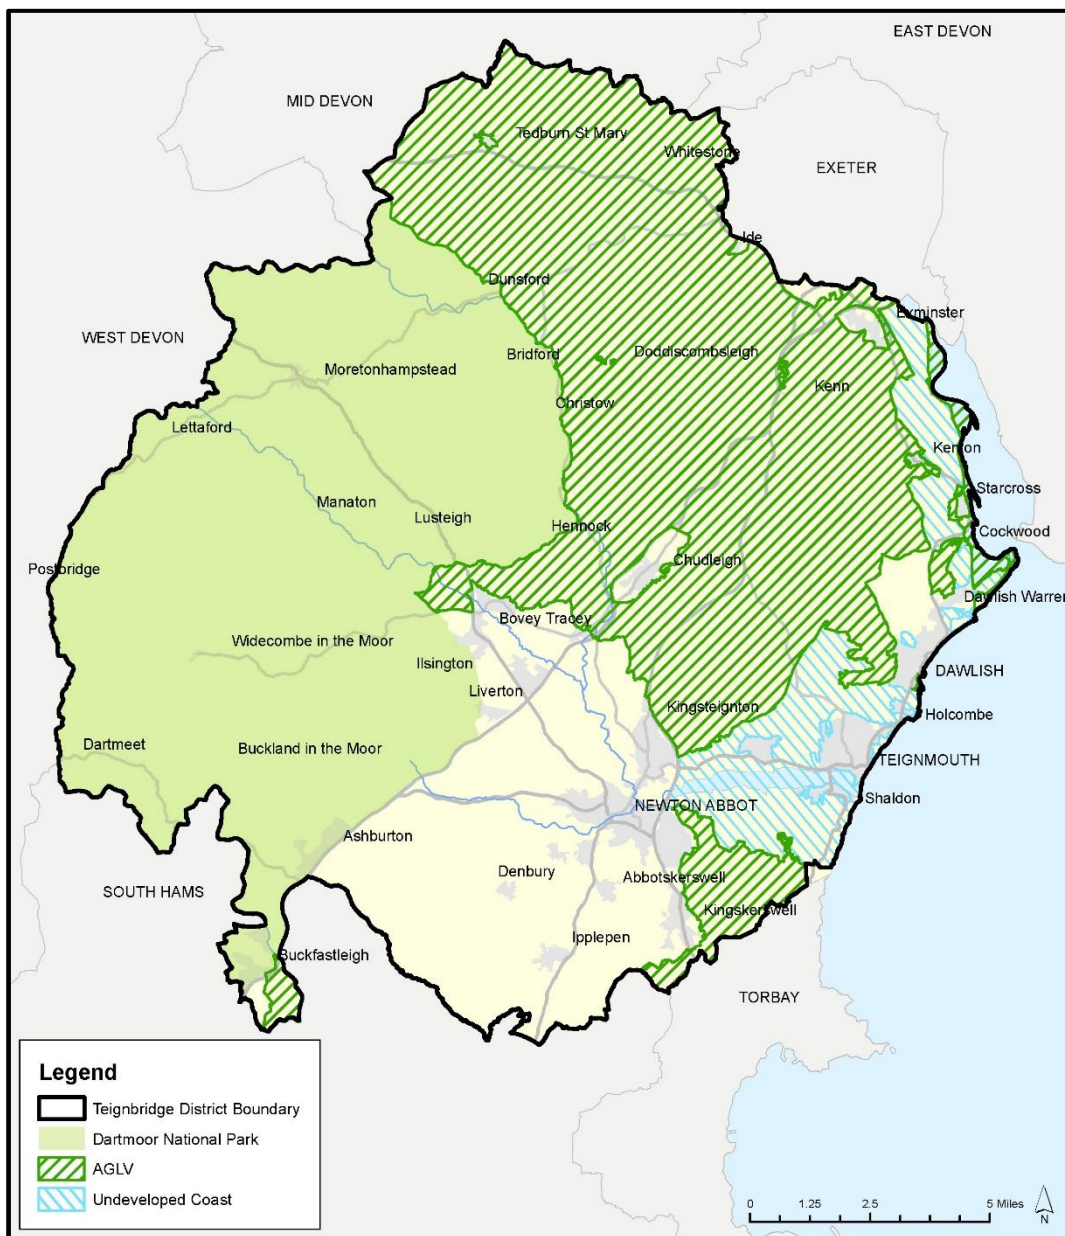 EAST DEVON
MID DEVON
Tedburn St Mary
Whitestone
EXETER
Ide
Dunsford
Exminster
WEST DEVON
Bridford
Doddiscombsleigh
Moretonhampstead
Kenn
Christow
Lettaford
Kenton
Starcross
Manaton
Lusteigh
Hennock
Cockwood
Chudleigh
Postbridge
Dawlish Warren
Bovey Tracey
Widecombe in the Moor
Ilsington
DAWLISH
Liverton
Kingsteignton
Holcombe
Dartmeet
Buckland in the Moor
TEIGNMOUTH
Shaldon
NEWTON ABBOT
Ashburton
Denbury
Abbotskerswell
SOUTH HAMS
Kingskerswell
Ipplepen
Buckfastleigh
TORBAY
Legend
Teignbridge District Boundary
Dartmoor National Park
AGLV
Undeveloped Coast
0 1.25 2.5 5 Miles
N